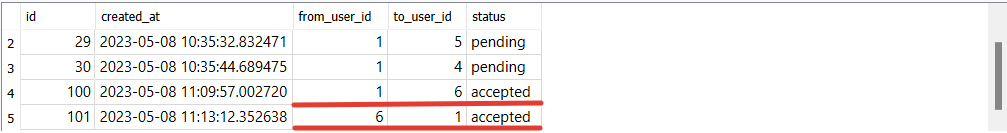 id created_at from_user_id to_user_id status
2 29 2023-05-08 10:35:32.832471 1 5 pending
3 30 2023-05-08 10:35:44.689475 1 4 pending
4 100 2023-05-08 11:09:57.002720 1 6 accepted
5 101 2023-05-08 11:13:12.352638 6 1 accepted